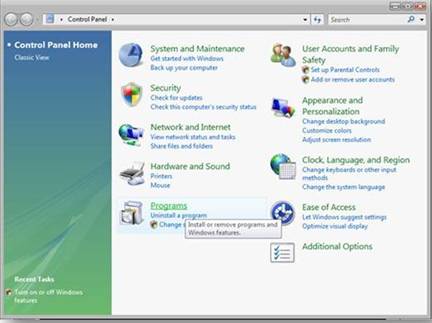 Control Panel
Search
Control Panel Home
Classic View
System and Maintenance
Get started with Windows
Back up your computer
Security
Check for updates
Check this computer's security status
Network and Internet
View network status and tasks
Share files and folders
Hardware and Sound
Printers
Mouse
Programs
Uninstall a program
Change
Install or remove programs and
Windows features.
User Accounts and Family
Safety
Set up Parental Controls
Add or remove user accounts
Appearance and
Personalization
Change desktop background
Customize colors
Adjust screen resolution
Clock, Language, and Region
Change keyboards or other input
methods
Change the system language
Ease of Access
Let Windows suggest settings
Optimize visual display
Additional Options
Recent Tasks
Turn on or off Windows
features